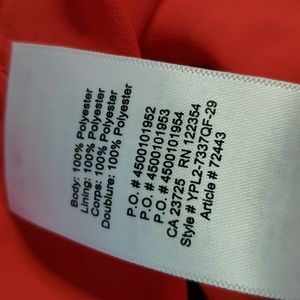 Body: 100% Polyester
Lining: 100% Polyester
Corps: 100% Polyester
Doublure: 100% Polyester
P.O. # 4500101952
P.O. # 4500101953
P.O. # 4500101954
CA 23725 RN 122354
Style # YPL2-7337QF-29
Article # 72443